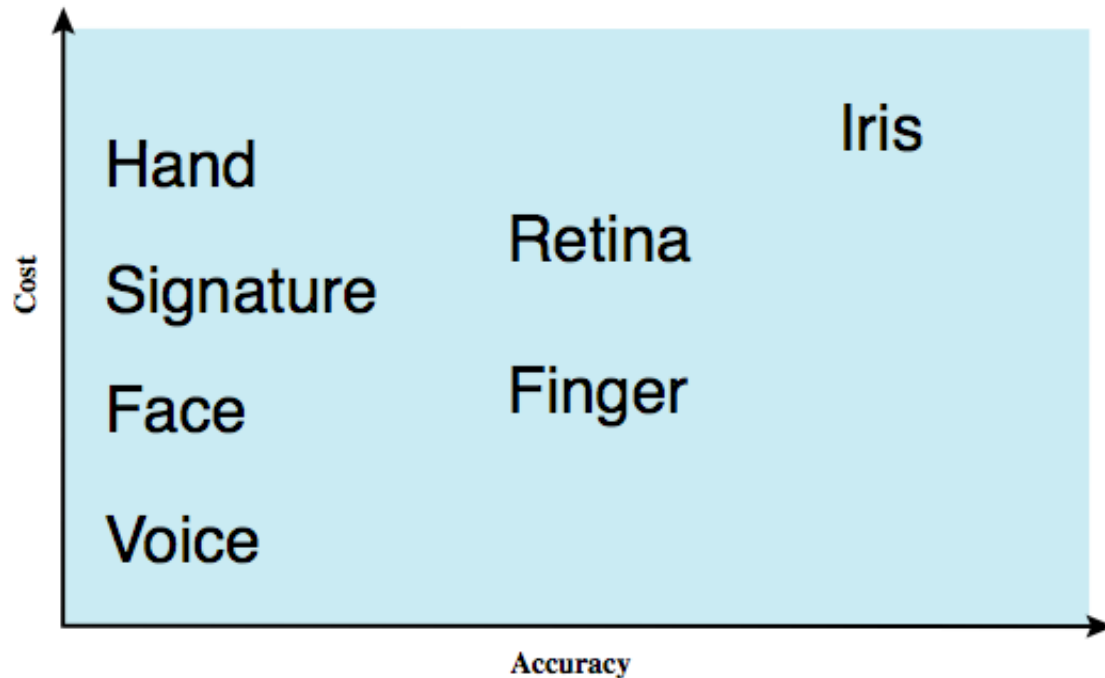 Iris
Hand
Retina
Signature
Cost
Finger
Face
Voice
Accuracy